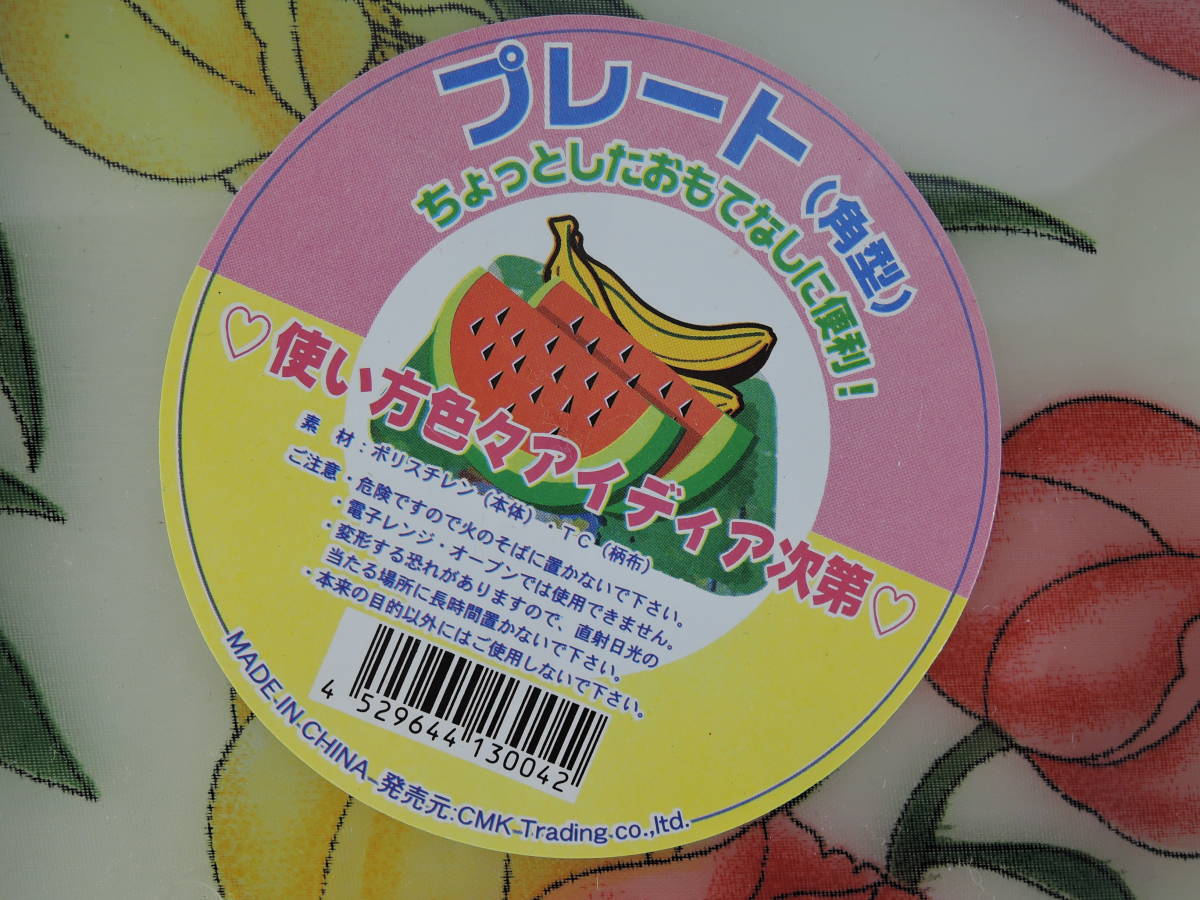 プレート(角型)
ちょっとしたおもてなしに便利!
♡使い方色々アイディア次第♡
素 材:ポリスチレン(本体)・TC(柄布)
ご注意・危険ですので火のそばに置かないで下さい。
・電子レンジ・オーブンでは使用できません。
・変形する恐れがありますので、直射日光の
当たる場所に長時間置かないで下さい。
・本来の目的以外にはご使用しないで下さい。
4 529644 130042
MADE-IN-CHINA 発売元:CMK Trading co.,ltd.